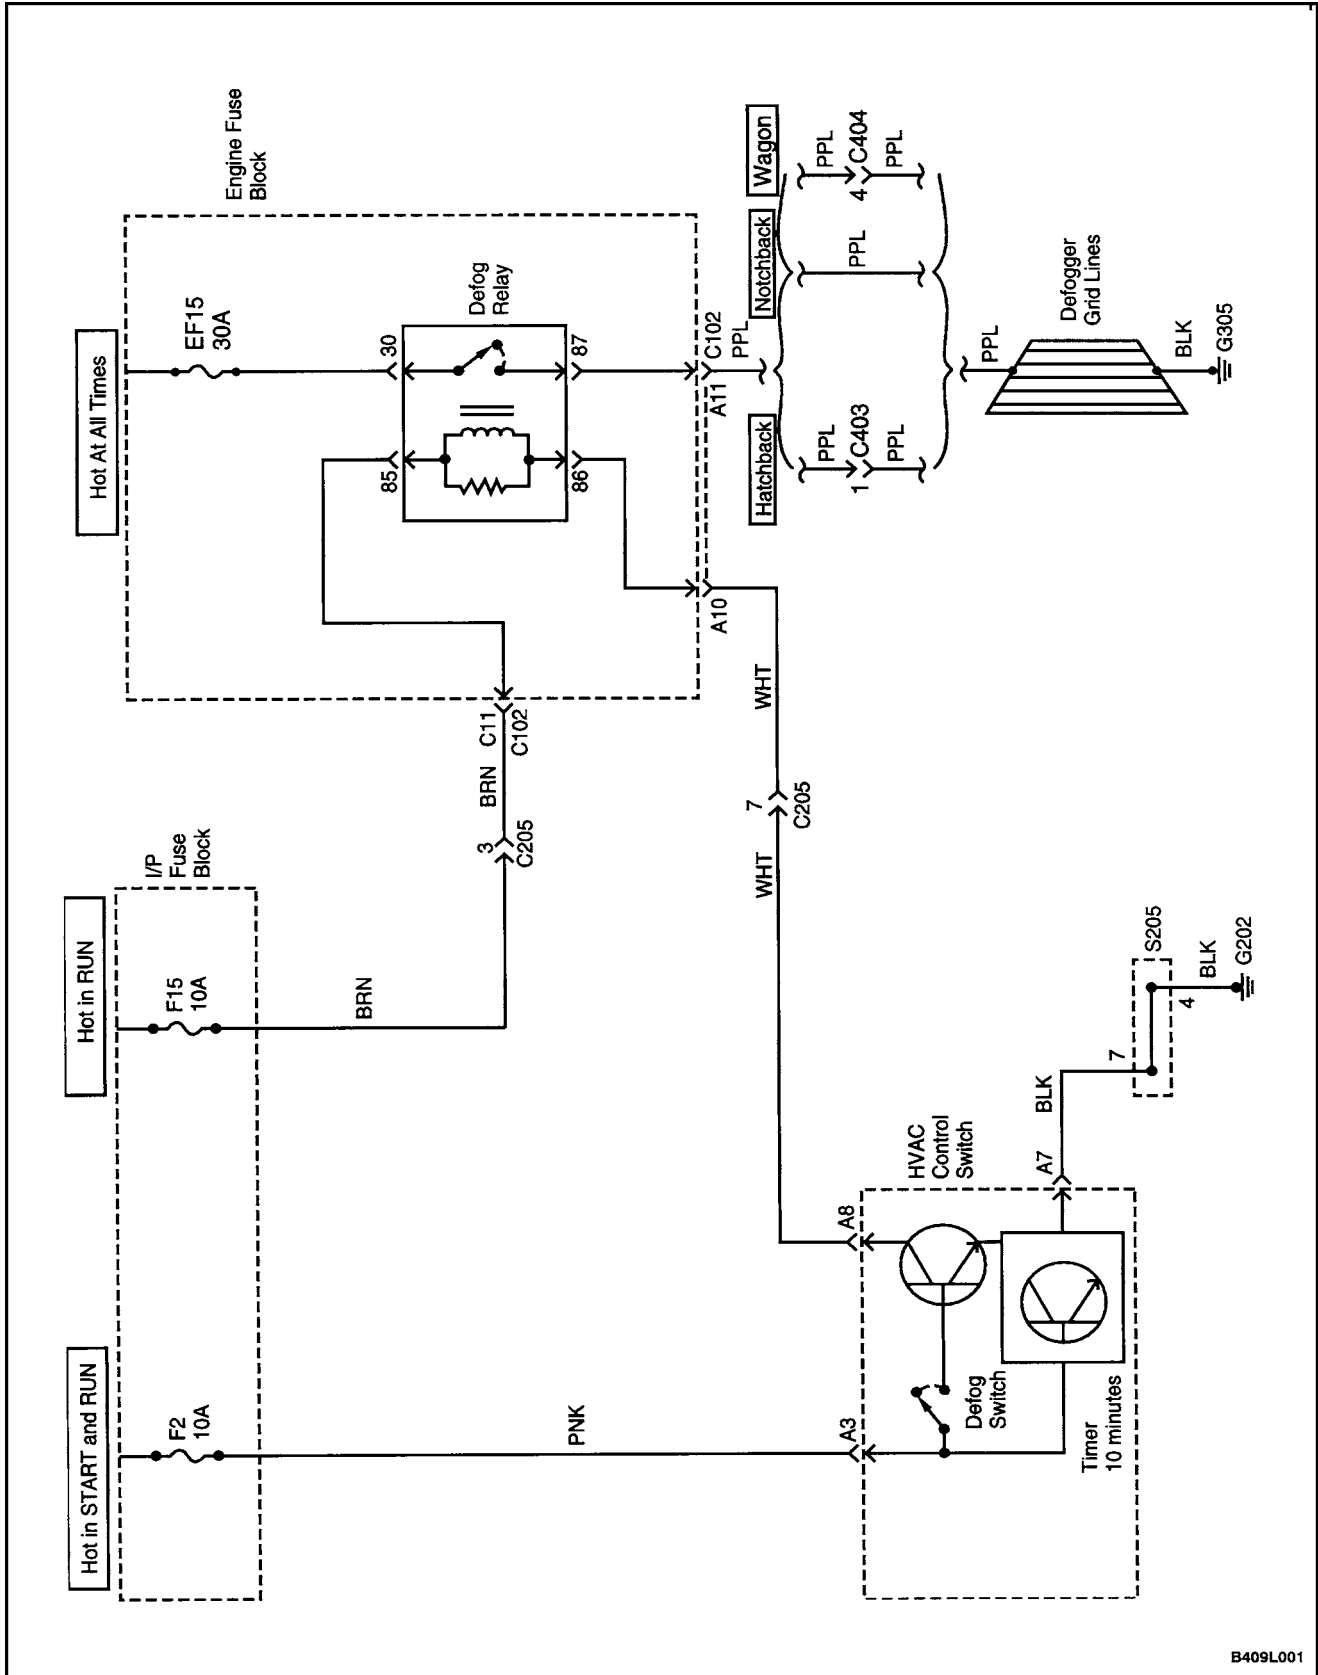 Hot in START and RUN
Hot in RUN
Hot At All Times
F2
10A
F15
10A
I/P
Fuse
Block
EF15
30A
Engine Fuse
Block
85
30
Defog
Relay
86
87
BRN
3
C205
BRN
C11
C102
A10
A11
C102
PPL
WHT
7
C205
WHT
Hatchback
Notchback
Wagon
PPL
1
C403
PPL
PPL
PPL
4
C404
PPL
PPL
Defogger
Grid Lines
BLK
G305
PNK
A3
A8
HVAC
Control
Switch
Defog
Switch
Timer
10 minutes
A7
BLK
7
S205
4
BLK
G202
B409L001